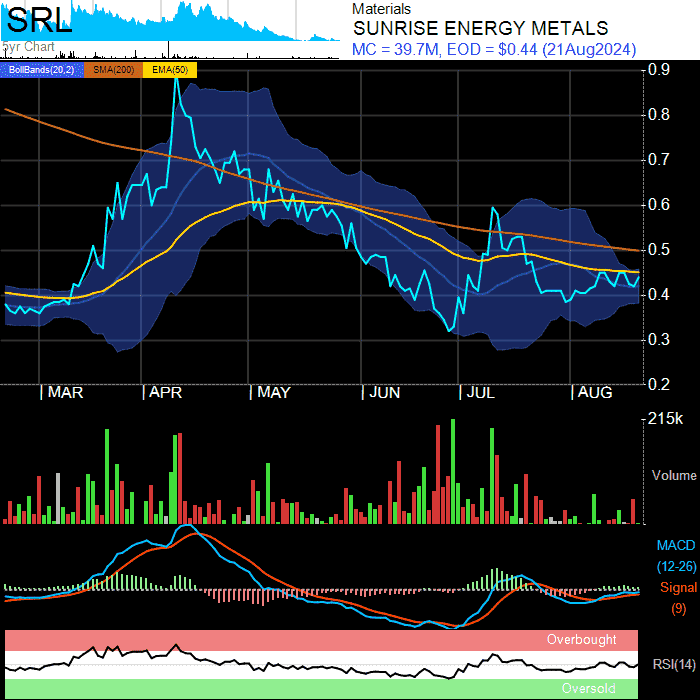 SRL
5yr Chart
Materials
SUNRISE ENERGY METALS
MC = 39.7M, EOD = $0.44 (21Aug2024)
BollBands(20,2) SMA(200) EMA(50)
0.9
0.8
0.7
0.6
0.5
0.4
0.3
0.2
MAR APR MAY JUN JUL AUG
215k
Volume
MACD
(12-26)
Signal
(9)
Overbought
RSI(14)
Oversold